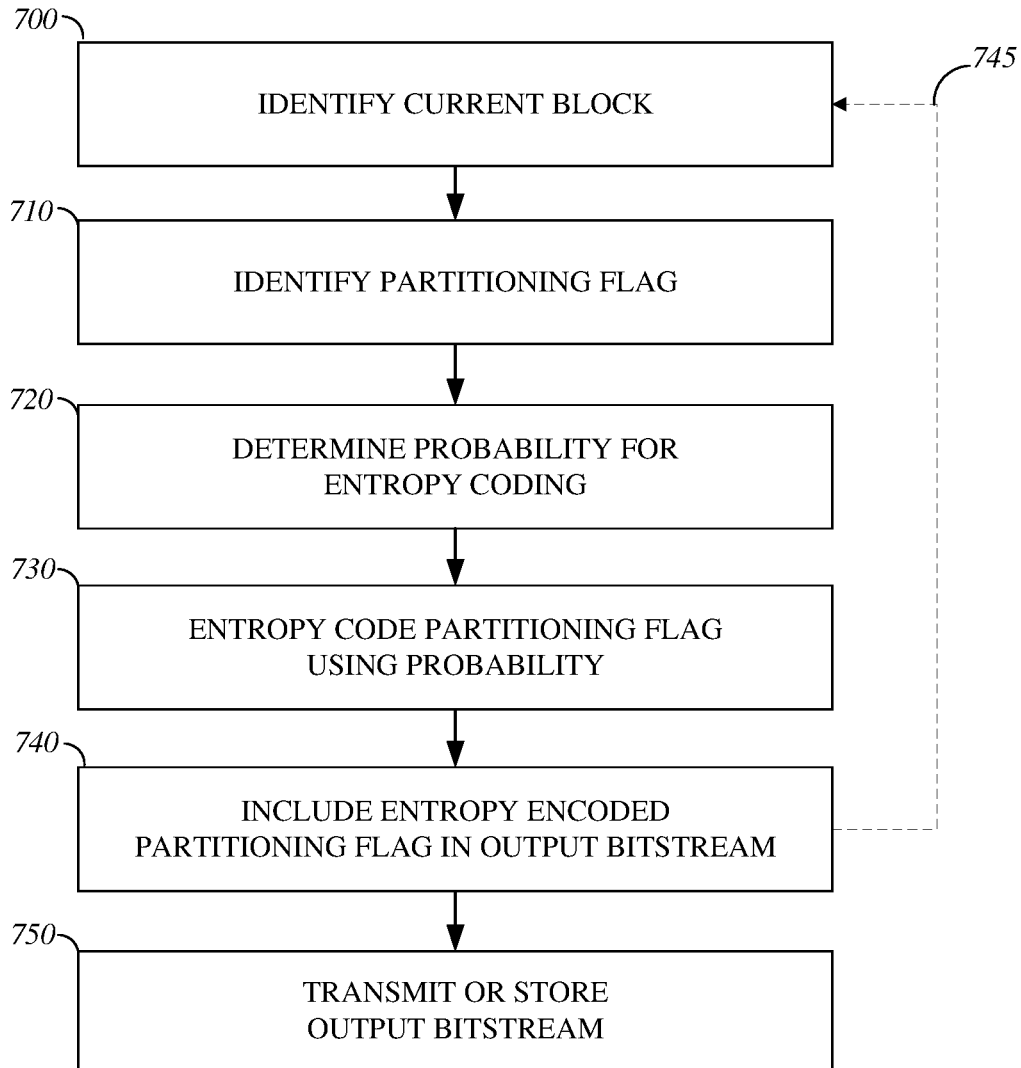 700
745
IDENTIFY CURRENT BLOCK
710
IDENTIFY PARTITIONING FLAG
720
DETERMINE PROBABILITY FOR
ENTROPY CODING
730
ENTROPY CODE PARTITIONING FLAG
USING PROBABILITY
740
INCLUDE ENTROPY ENCODED
PARTITIONING FLAG IN OUTPUT BITSTREAM
750
TRANSMIT OR STORE
OUTPUT BITSTREAM